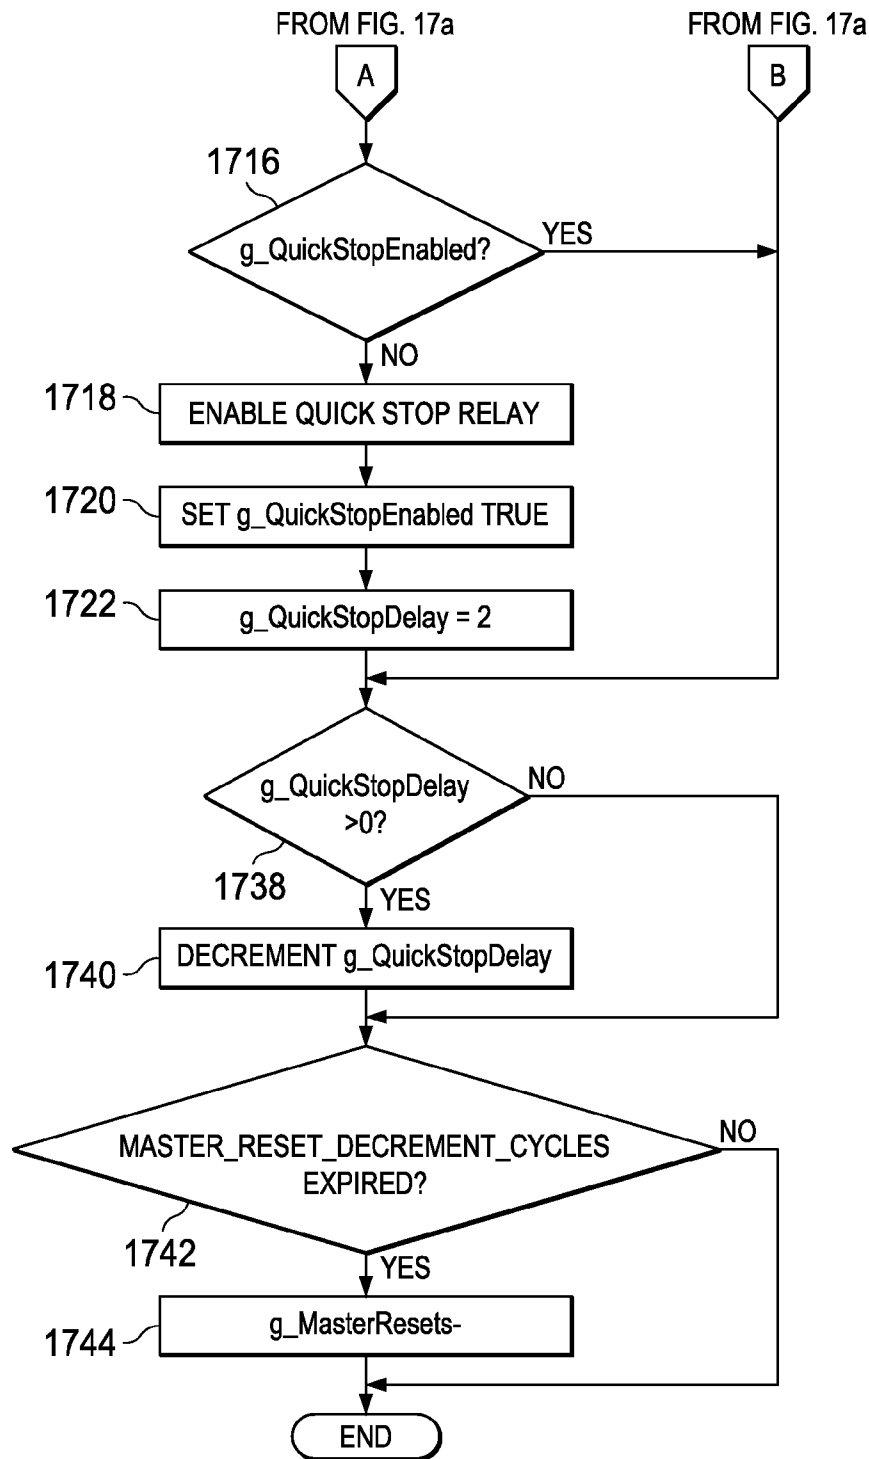 FROM FIG. 17a
FROM FIG. 17a
A
B
1716
g_QuickStopEnabled?
YES
NO
1718
ENABLE QUICK STOP RELAY
1720
SET g_QuickStopEnabled TRUE
1722
g_QuickStopDelay = 2
g_QuickStopDelay
>0?
NO
1738
YES
1740
DECREMENT g_QuickStopDelay
MASTER_RESET_DECREMENT_CYCLES
EXPIRED?
NO
1742
YES
1744
g_MasterResets-
END